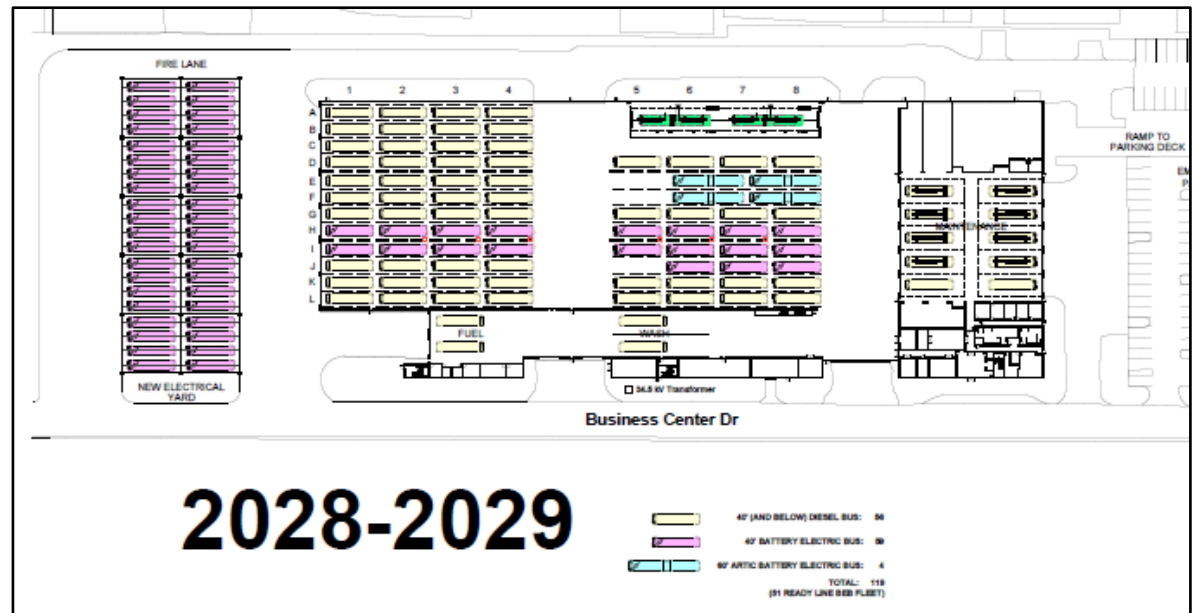 FIRE LANE
1 2 3 4 5 6 7 8
A
B
C
D
E
F
G
H
I
J
K
L
RAMP TO
PARKING DECK
EM
P
MAINTENANCE
FUEL
WASH
NEW ELECTRICAL
YARD
34.5 kV Transformer
Business Center Dr
2028-2029
40' (AND BELOW) DIESEL BUS: 56
40' BATTERY ELECTRIC BUS: 59
60' ARTIC BATTERY ELECTRIC BUS: 4
TOTAL: 119
(51 READY LINE BEB FLEET)